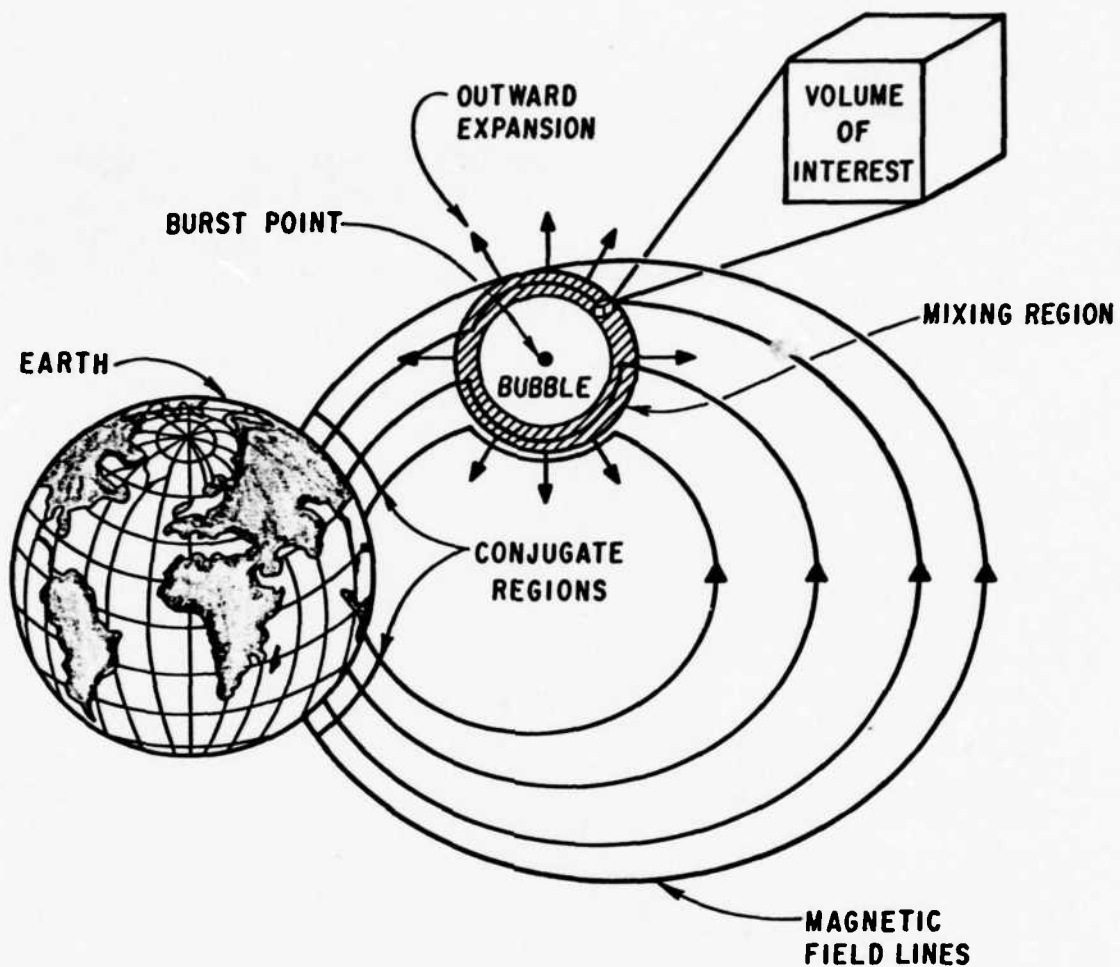 OUTWARD
EXPANSION
VOLUME
OF
INTEREST
BURST POINT
MIXING REGION
EARTH
BUBBLE
CONJUGATE
REGIONS
MAGNETIC
FIELD LINES